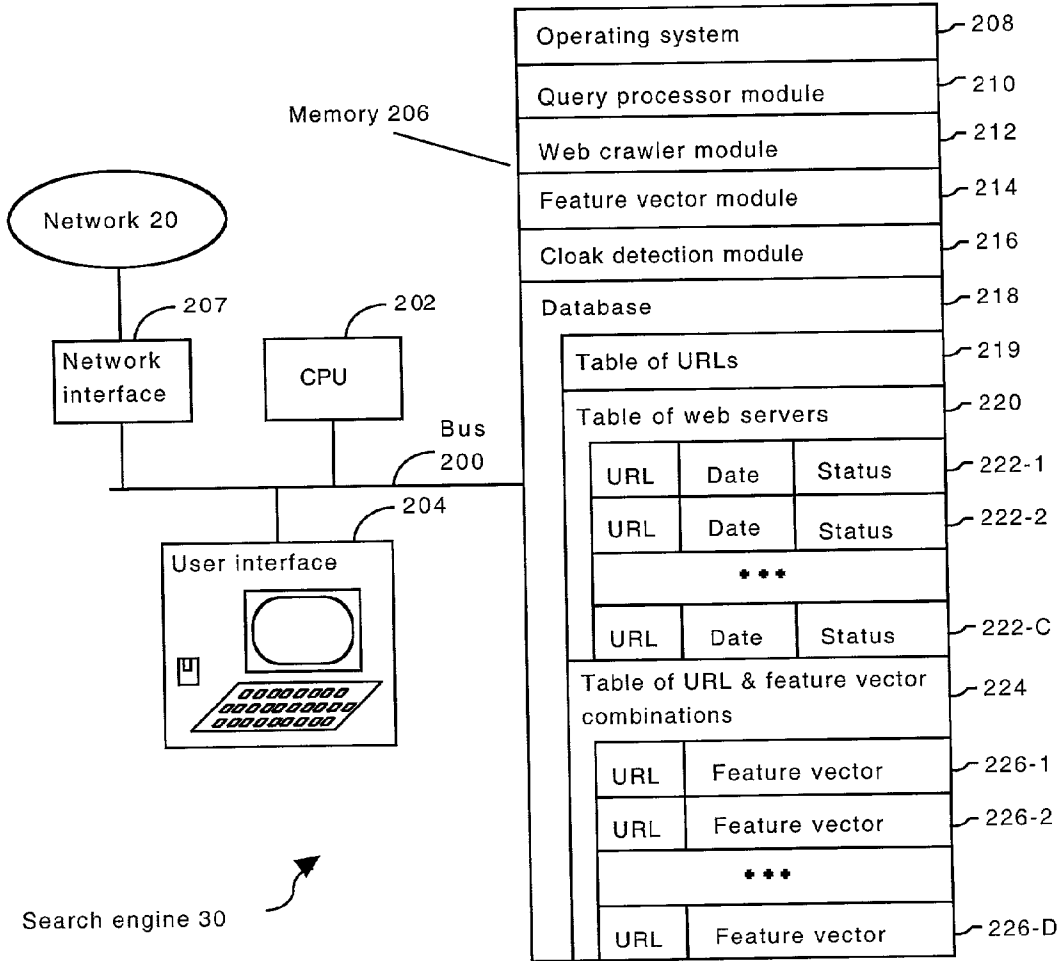 Operating system
208
Query processor module
210
Memory 206
Web crawler module
212
Feature vector module
214
Network 20
Cloak detection module
216
Database
218
207
202
Table of URLs
219
Network
interface
CPU
Table of web servers
220
Bus
200
URL Date Status
222-1
204
URL Date Status
222-2
User interface
•••
URL Date Status
222-C
Table of URL & feature vector
combinations
224
URL Feature vector
226-1
URL Feature vector
226-2
•••
Search engine 30
URL Feature vector
226-D